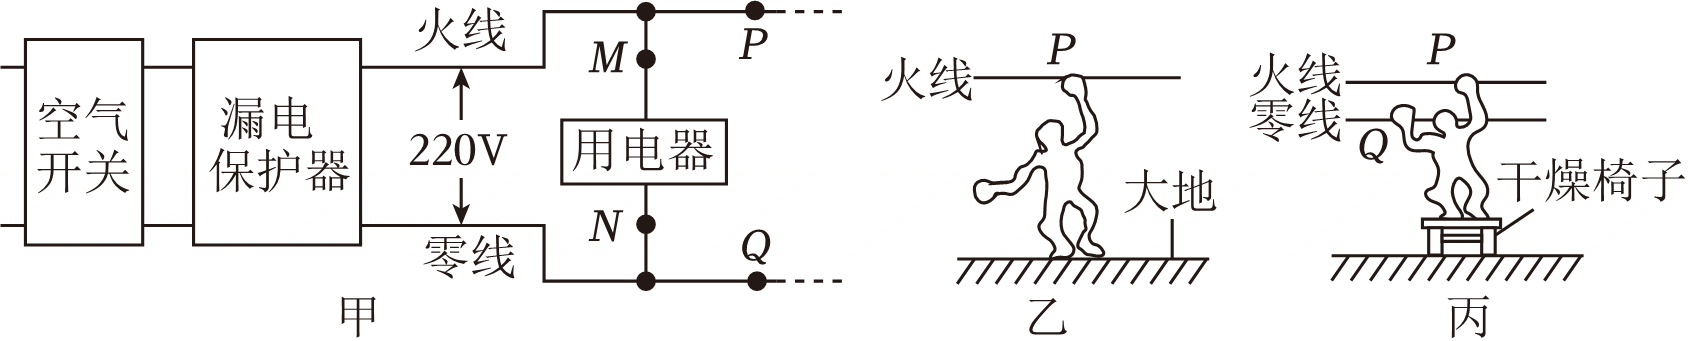 空气
开关
漏电
保护器
火线
220V
零线
M
P
用电器
N
Q
甲
火线
P
大地
乙
火线
零线
P
Q
干燥椅子
丙